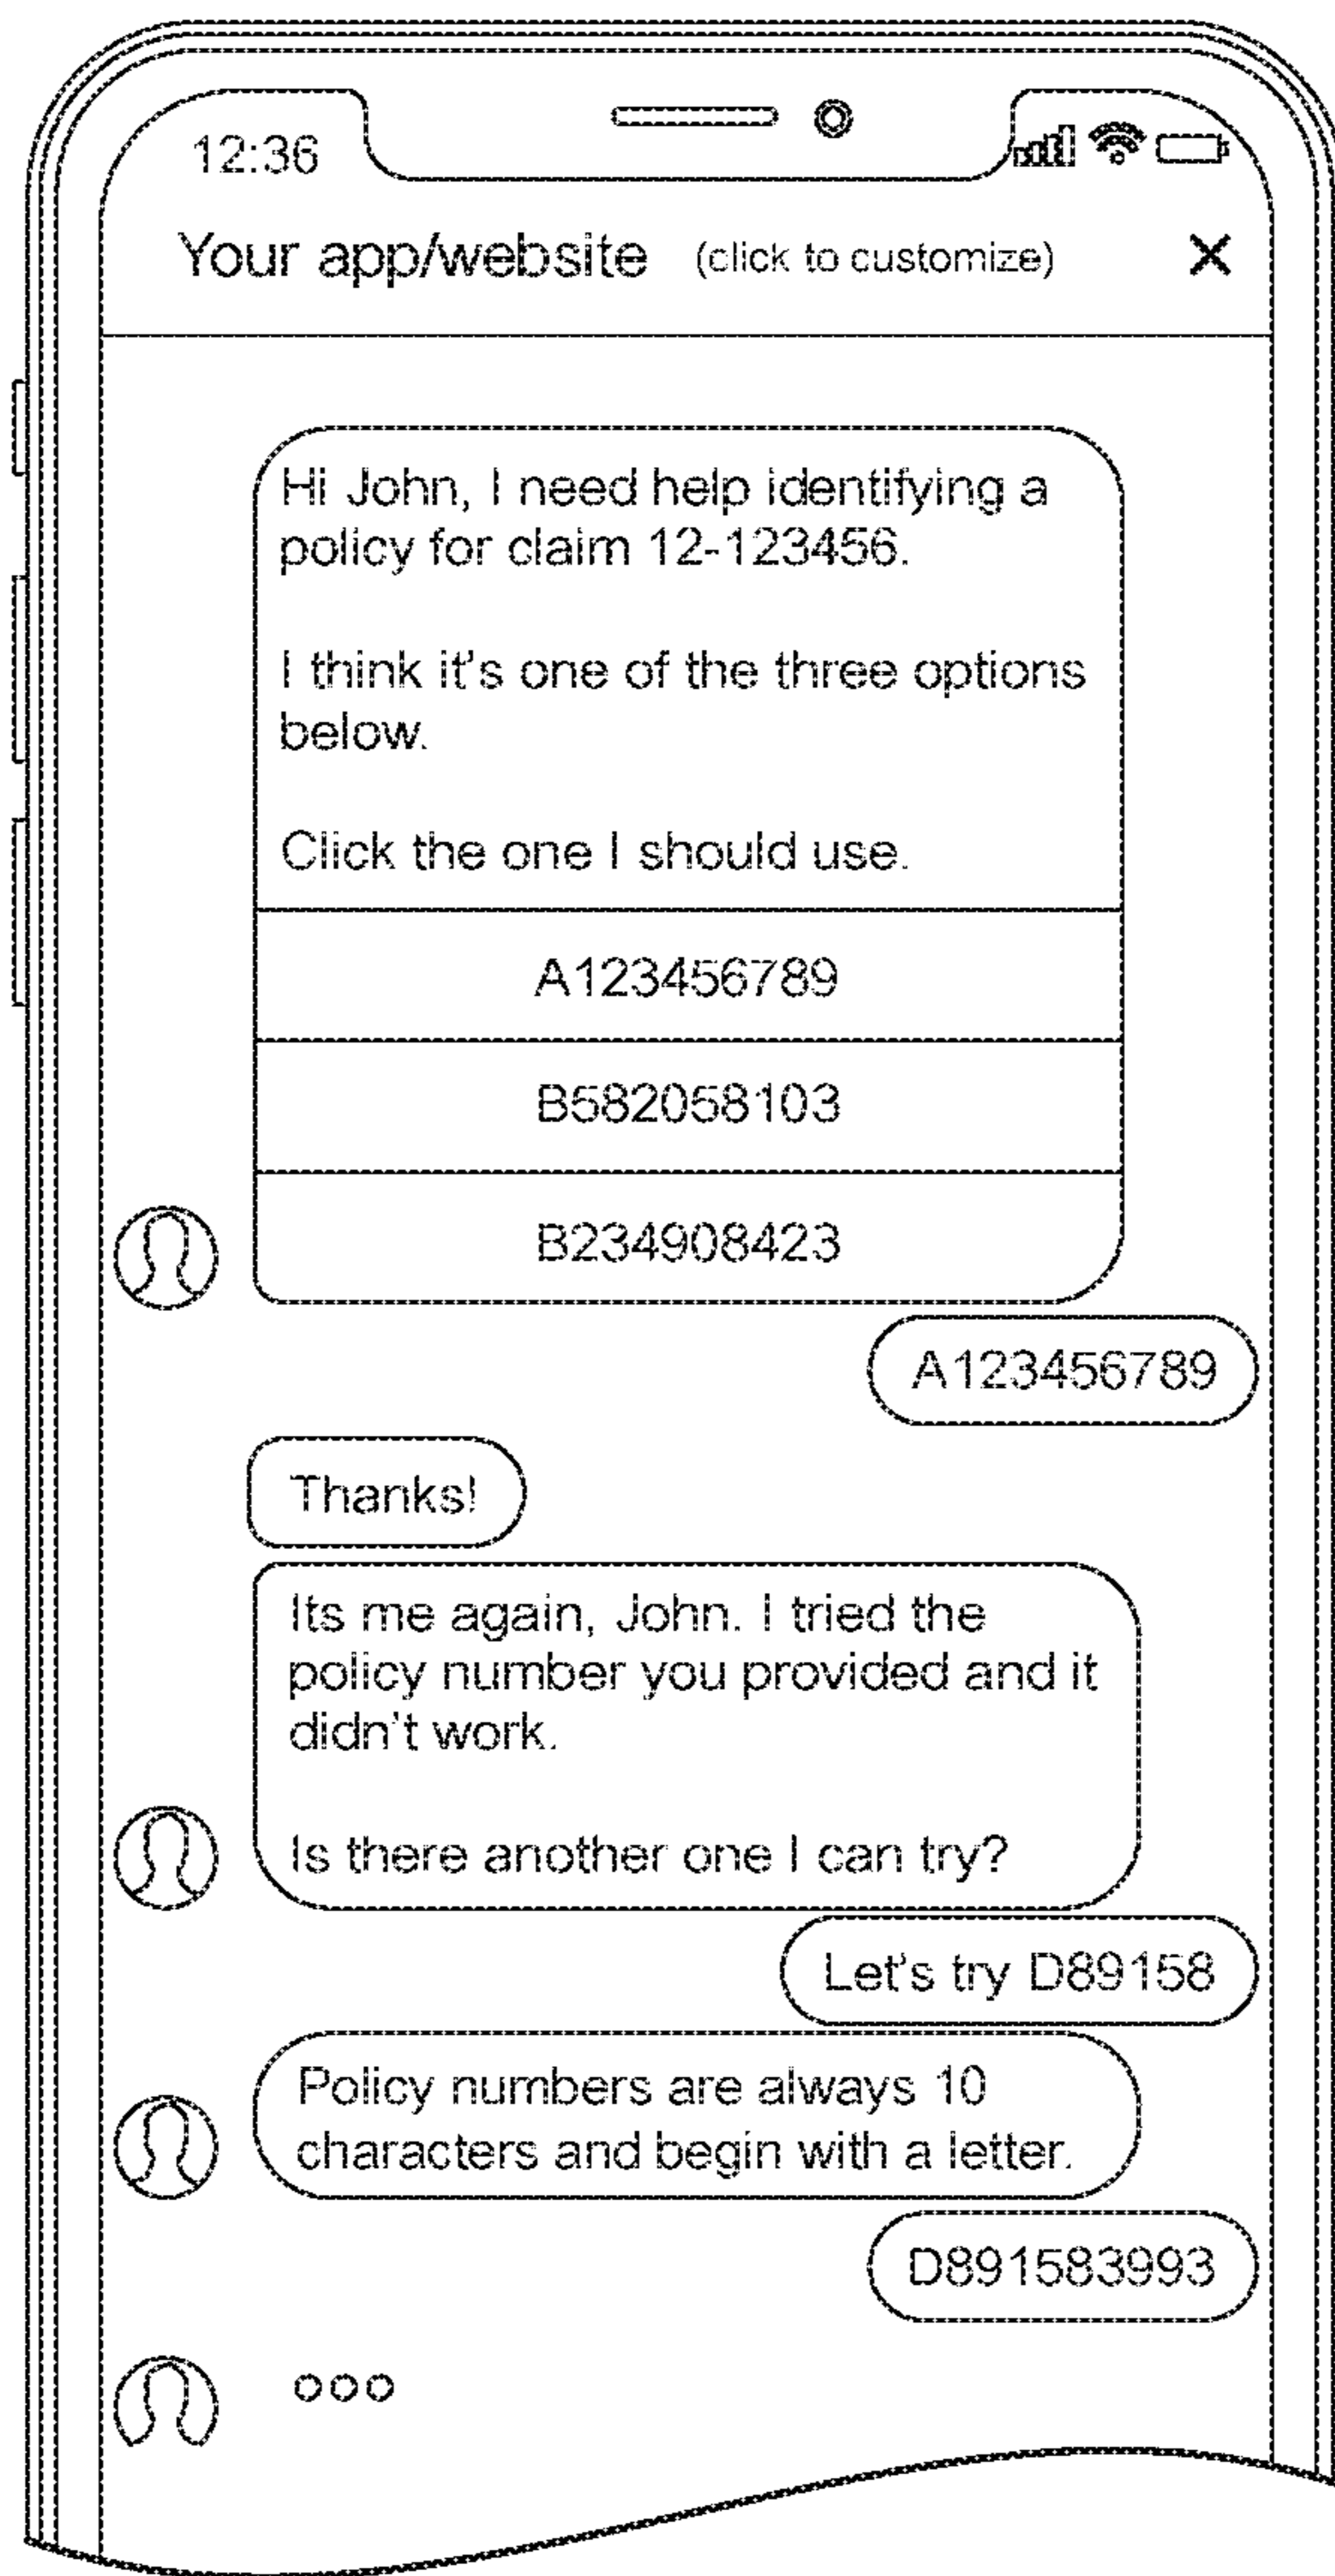 12:36
Your app/website (click to customize) X
Hi John, I need help identifying a
policy for claim 12-123456.
I think it's one of the three options
below.
Click the one I should use.
A123456789
B582058103
B234908423
A123456789
Thanks!
Its me again, John. I tried the
policy number you provided and it
didn't work.
Is there another one I can try?
Let's try D89158
Policy numbers are always 10
characters and begin with a letter.
D891583993